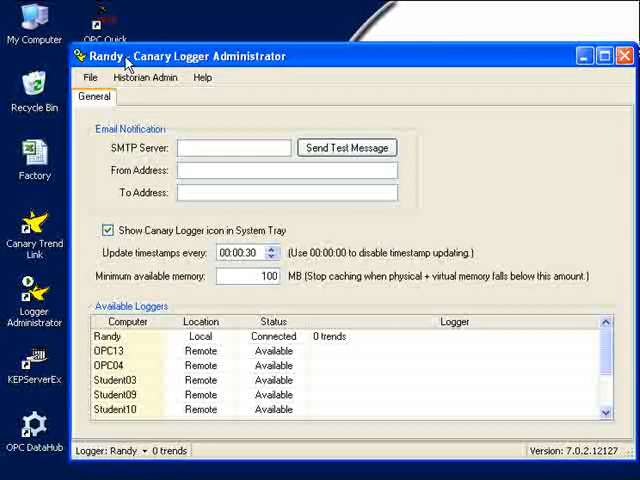 My Computer
OPC Quick
Randy - Canary Logger Administrator
File Historian Admin Help
Recycle Bin
General
Email Notification
SMTP Server: Send Test Message
From Address:
To Address:
Factory
Show Canary Logger icon in System Tray
Canary Trend Link
Update timestamps every: 00:00:30 (Use 00:00:00 to disable timestamp updating.)
Minimum available memory: 100 MB (Stop caching when physical + virtual memory falls below this amount.)
Logger Administrator
Available Loggers
Computer Location Status Logger
Randy Local Connected 0 trends
OPC13 Remote Available
OPC04 Remote Available
Student03 Remote Available
Student09 Remote Available
Student10 Remote Available
KEPServerEx
OPC DataHub
Logger: Randy 0 trends Version: 7.0.2.12127